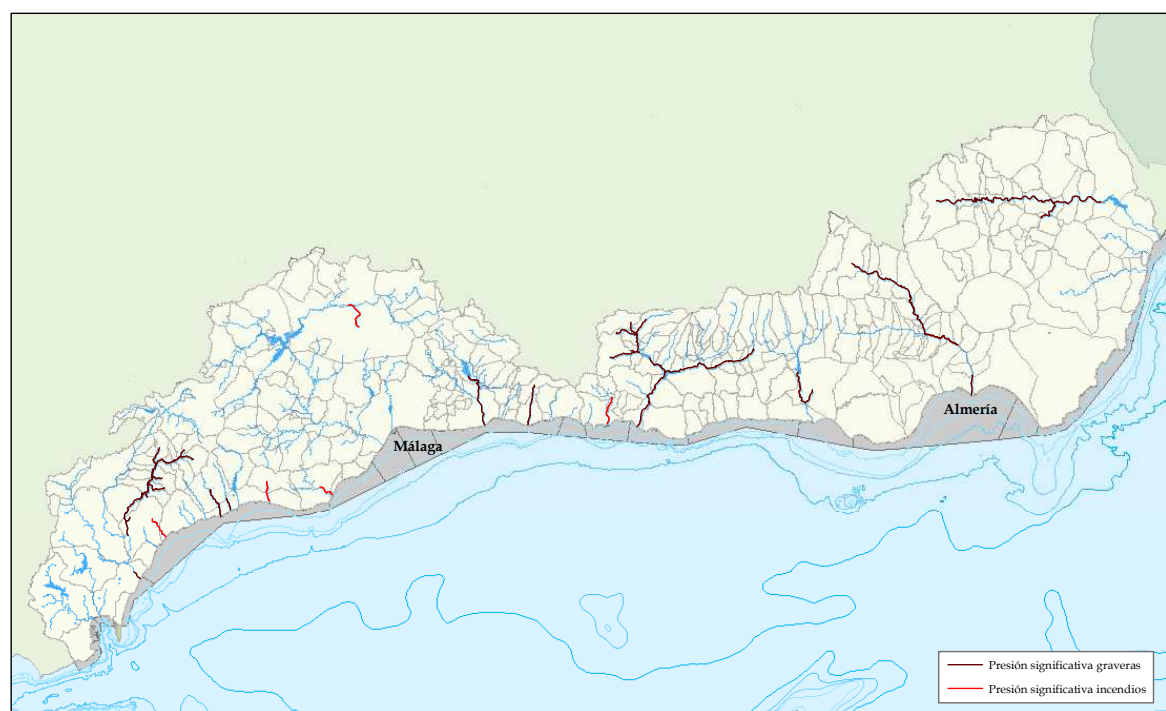 Almería
Málaga
Presión significativa graveras
Presión significativa incendios